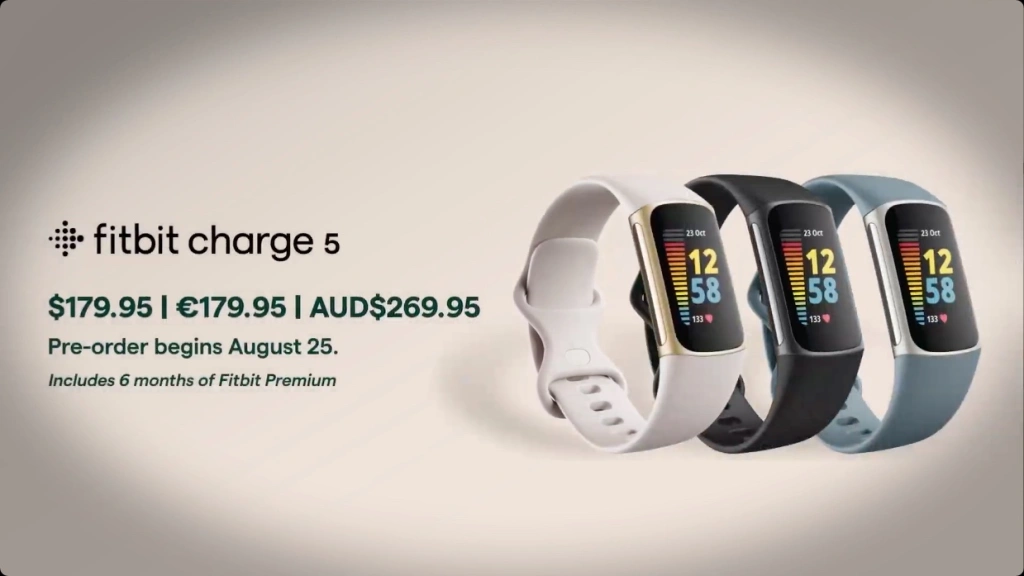 fitbit charge 5
$179.95 | €179.95 | AUD$269.95
Pre-order begins August 25.
Includes 6 months of Fitbit Premium
23 Oct
12
58
133
23 Oct
12
58
133
23 Oct
12
58
133